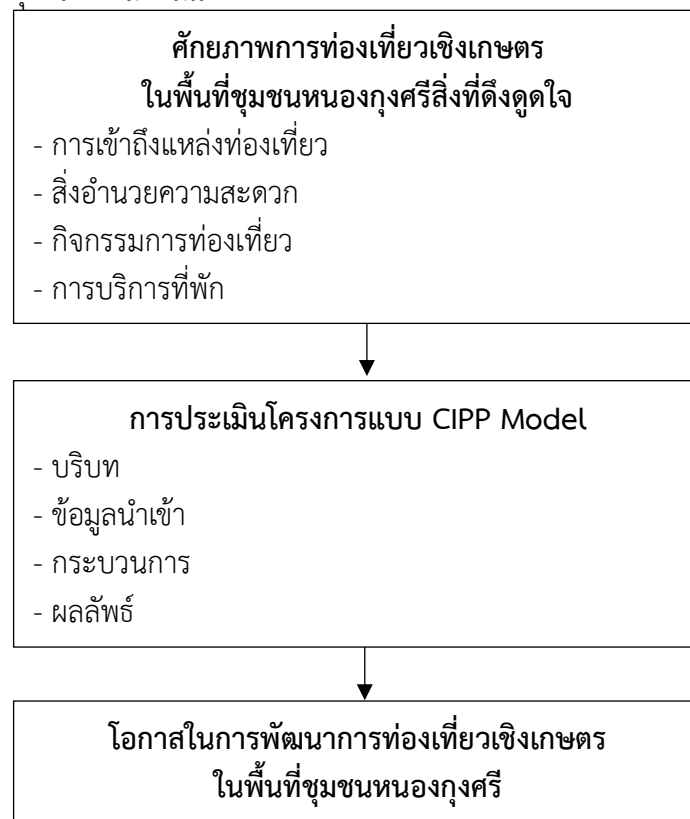 ศักยภาพการท่องเที่ยวเชิงเกษตร
ในพื้นที่ชุมชนหนองกุงศรีสิ่งที่ดึงดูดใจ
- การเข้าถึงแหล่งท่องเที่ยว
- สิ่งอำนวยความสะดวก
- กิจกรรมการท่องเที่ยว
- การบริการที่พัก
การประเมินโครงการแบบ CIPP Model
- บริบท
- ข้อมูลนำเข้า
- กระบวนการ
- ผลลัพธ์
โอกาสในการพัฒนาการท่องเที่ยวเชิงเกษตร
ในพื้นที่ชุมชนหนองกุงศรี